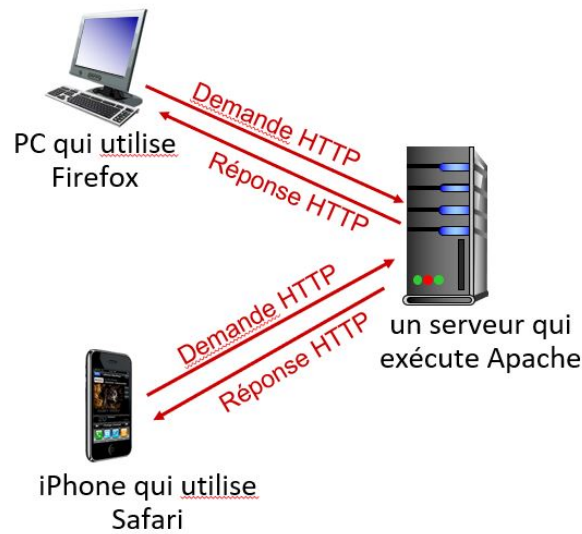 Demande HTTP
PC qui utilise
Firefox
Réponse HTTP
Demande HTTP
un serveur qui
exécute Apache
Réponse HTTP
iPhone qui utilise
Safari